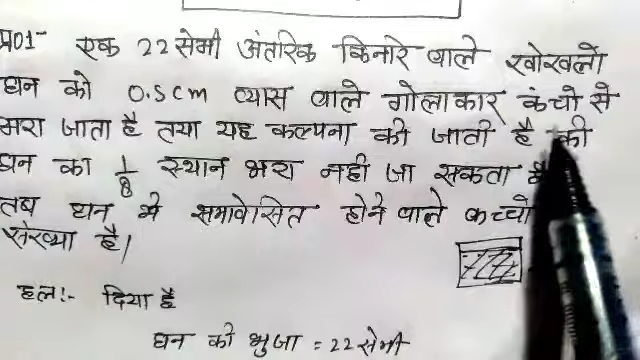 प्र01- एक 22 सेमी अंतरिक किनारे वाले खोखलो
घन को 0.5cm व्यास वाले गोलाकार कंचो से
भरा जाता है तथा यह कल्पना की जाती है की
घन का 1/8 स्थान भरा नही जा सकता है
तब घन मे समावेसित होने वाले कच्चो
संख्या है।
हल:- दिया है
घन की भुजा = 22 सेमी